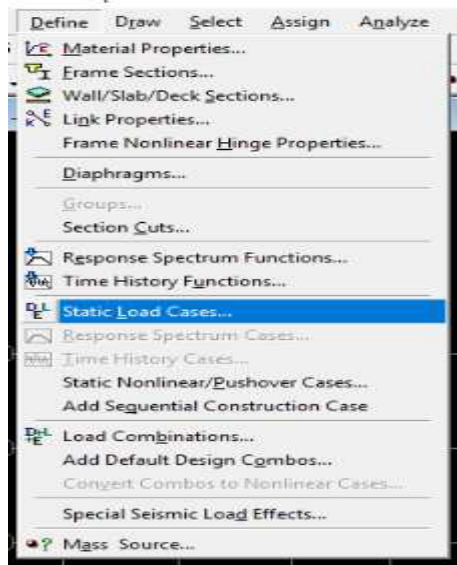 Define Draw Select Assign Analyze
Material Properties...
Frame Sections...
Wall/Slab/Deck Sections...
Link Properties...
Frame Nonlinear Hinge Properties...
Diaphragms...
Groups...
Section Cuts...
Response Spectrum Functions...
Time History Functions...
Static Load Cases...
Response Spectrum Cases...
Time History Cases...
Static Nonlinear/Pushover Cases...
Add Sequential Construction Case
Load Combinations...
Add Default Design Combos...
Convert Combos to Nonlinear Cases...
Special Seismic Load Effects...
Mass Source...